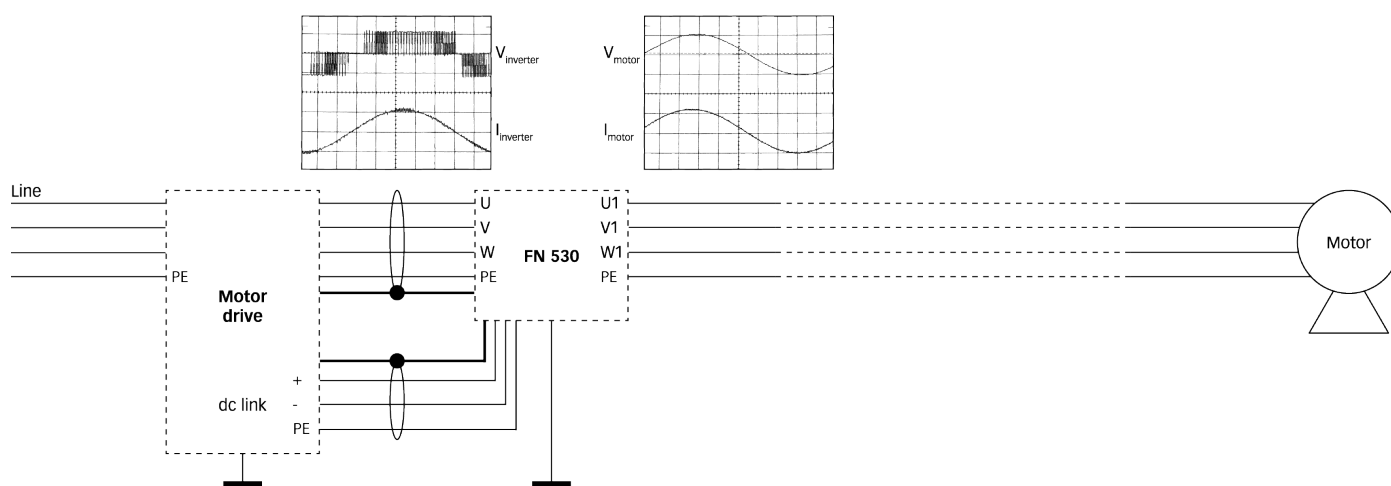 V inverter
I inverter
V motor
I motor
Line
PE
Motor
drive
dc link
+
-
PE
U
V
W
PE
FN 530
U1
V1
W1
PE
Motor